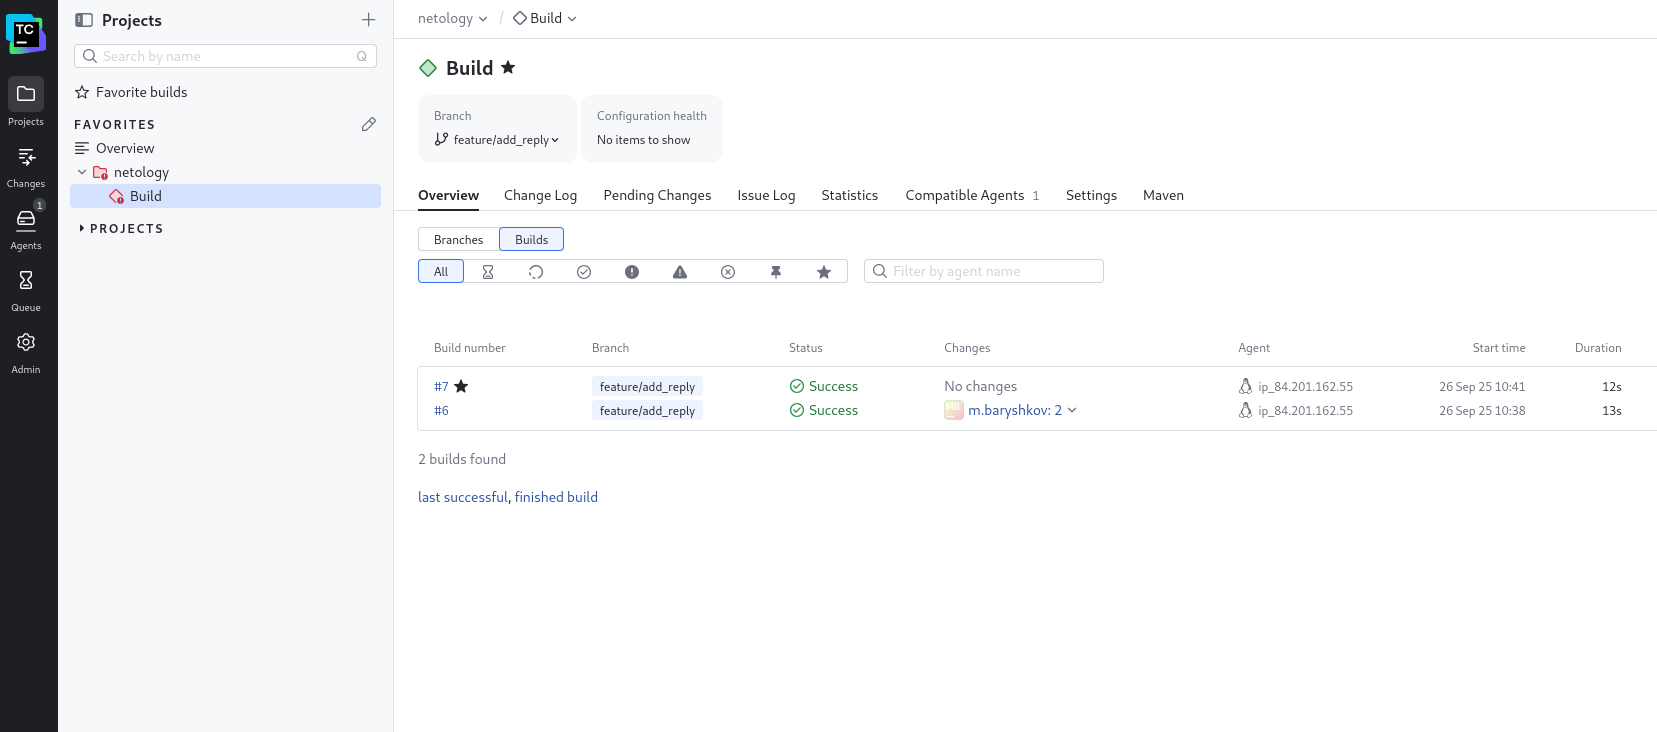 TC
Projects
Changes
1
Agents
Queue
Admin
Projects
Search by name
Q
Favorite builds
FAVORITES
Overview
netology
Build
PROJECTS
netology / Build
Build
Branch
feature/add_reply
Configuration health
No items to show
Overview Change Log Pending Changes Issue Log Statistics Compatible Agents 1 Settings Maven
Branches Builds
All
Filter by agent name
Build number Branch Status Changes Agent Start time Duration
#7 feature/add_reply Success No changes ip_84.201.162.55 26 Sep 25 10:41 12s
#6 feature/add_reply Success MB m.baryshkov: 2 ip_84.201.162.55 26 Sep 25 10:38 13s
2 builds found
last successful, finished build